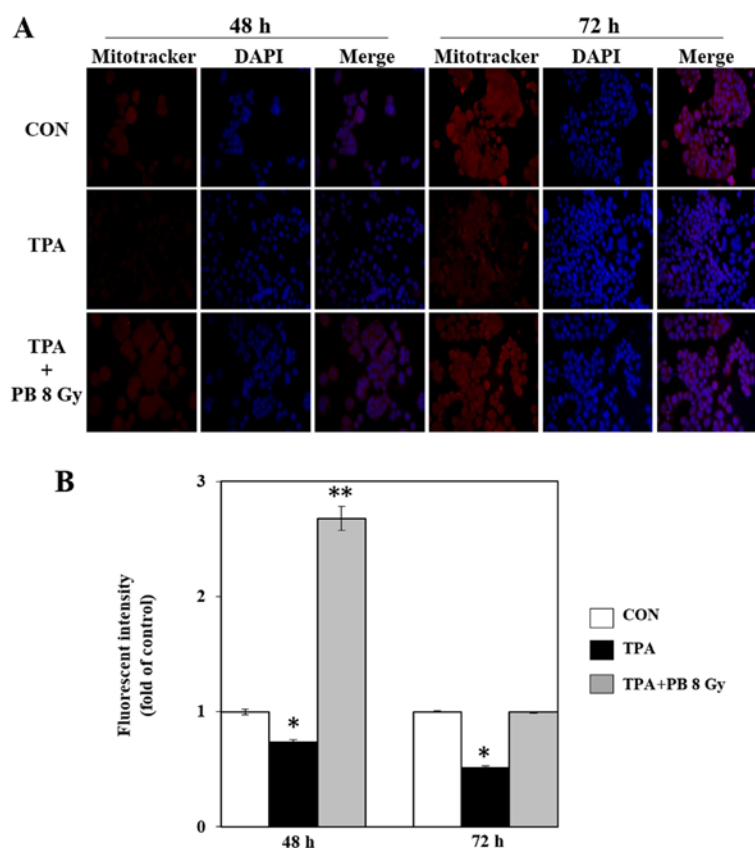 A
48 h
72 h
Mitotracker DAPI Merge Mitotracker DAPI Merge
CON
TPA
TPA
+
PB 8 Gy
B
Fluorescent intensity
(fold of control)
3
2
1
0
*
**
*
48 h
72 h
CON
TPA
TPA+PB 8 Gy